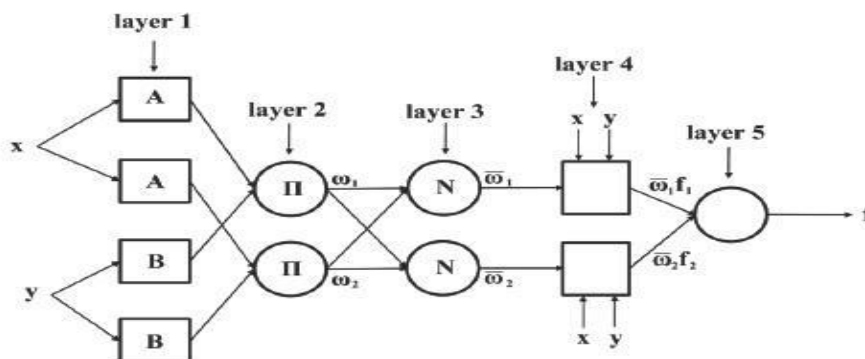 layer 1
layer 2
layer 3
layer 4
layer 5
x
A
A
y
B
B
Π
Π
ω₁
ω₂
N
N
ω̅₁
ω̅₂
x y
x y
ω̅₁f₁
ω̅₂f₂